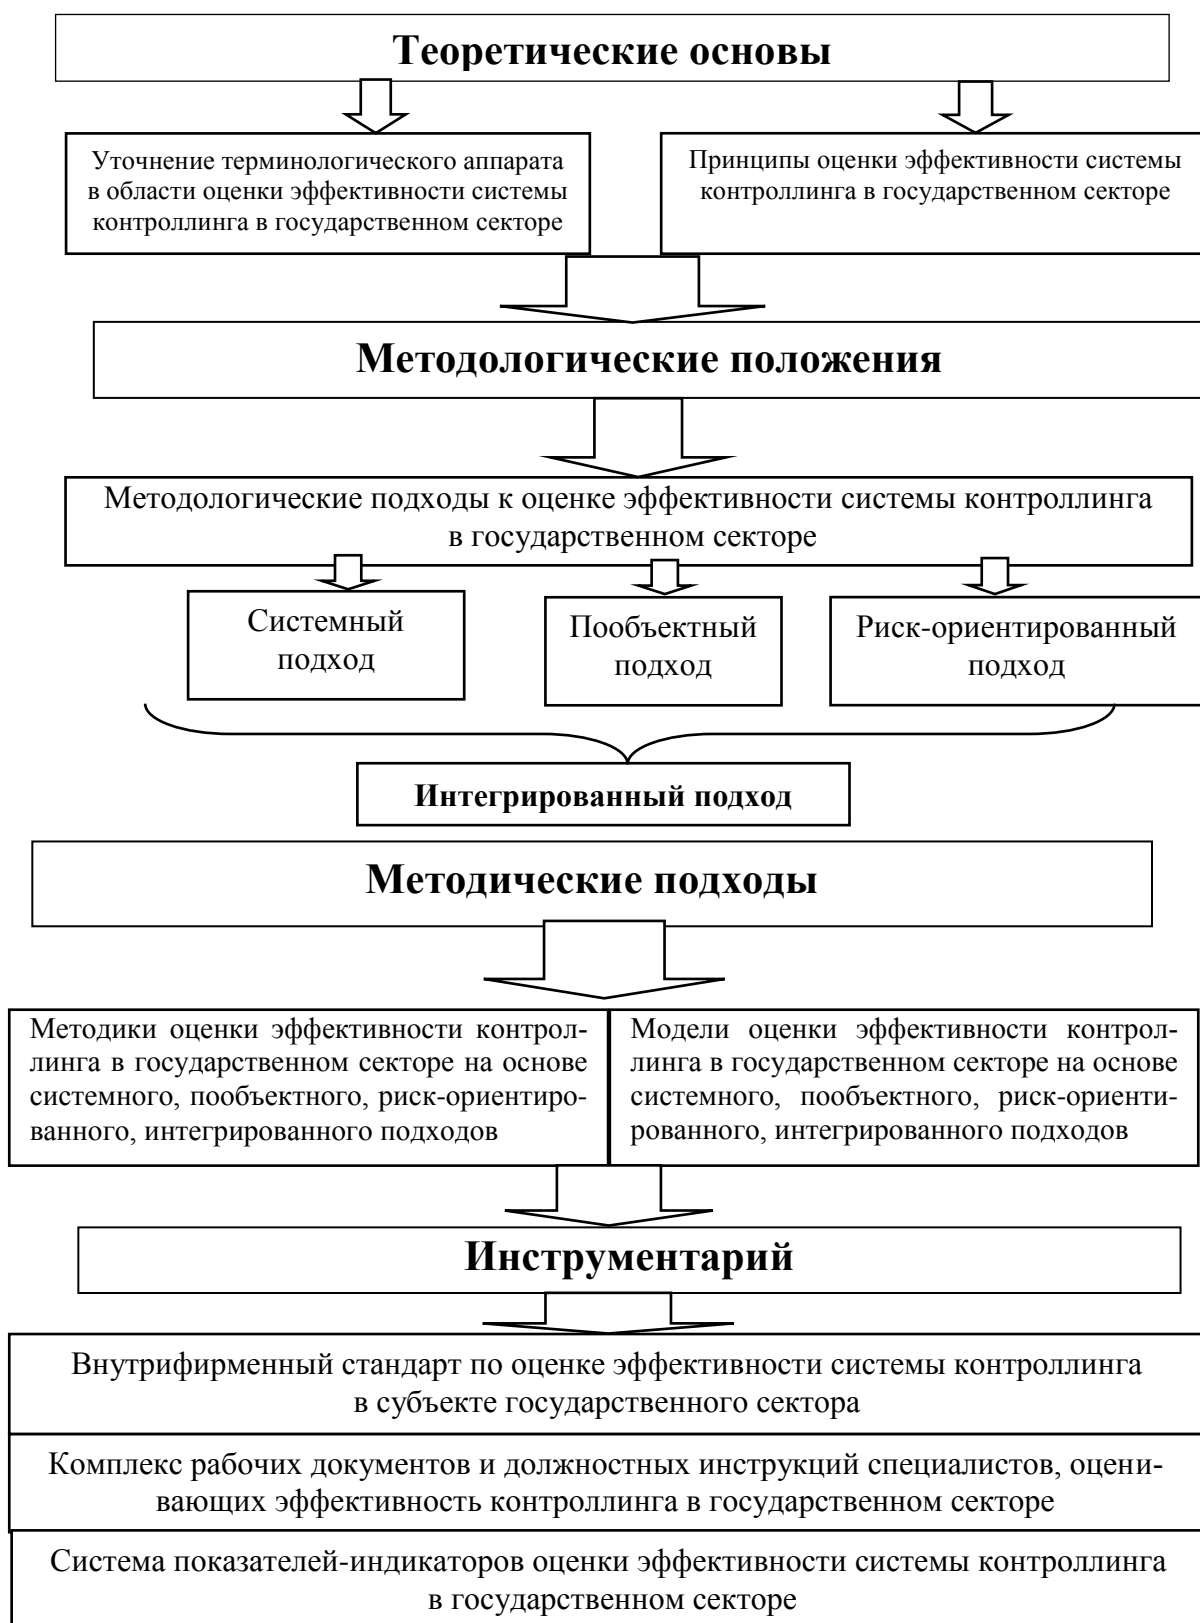 Теоретические основы
Уточнение терминологического аппарата
в области оценки эффективности системы
контроллинга в государственном секторе
Принципы оценки эффективности системы
контроллинга в государственном секторе
Методологические положения
Методологические подходы к оценке эффективности системы контроллинга
в государственном секторе
Системный
подход
Пообъектный
подход
Риск-ориентированный
подход
Интегрированный подход
Методические подходы
Методики оценки эффективности контрол-
линга в государственном секторе на основе
системного, пообъектного, риск-ориентиро-
ванного, интегрированного подходов
Модели оценки эффективности контрол-
линга в государственном секторе на основе
системного, пообъектного, риск-ориенти-
рованного, интегрированного подходов
Инструментарий
Внутрифирменный стандарт по оценке эффективности системы контроллинга
в субъекте государственного сектора
Комплекс рабочих документов и должностных инструкций специалистов, оцени-
вающих эффективность контроллинга в государственном секторе
Система показателей-индикаторов оценки эффективности системы контроллинга
в государственном секторе